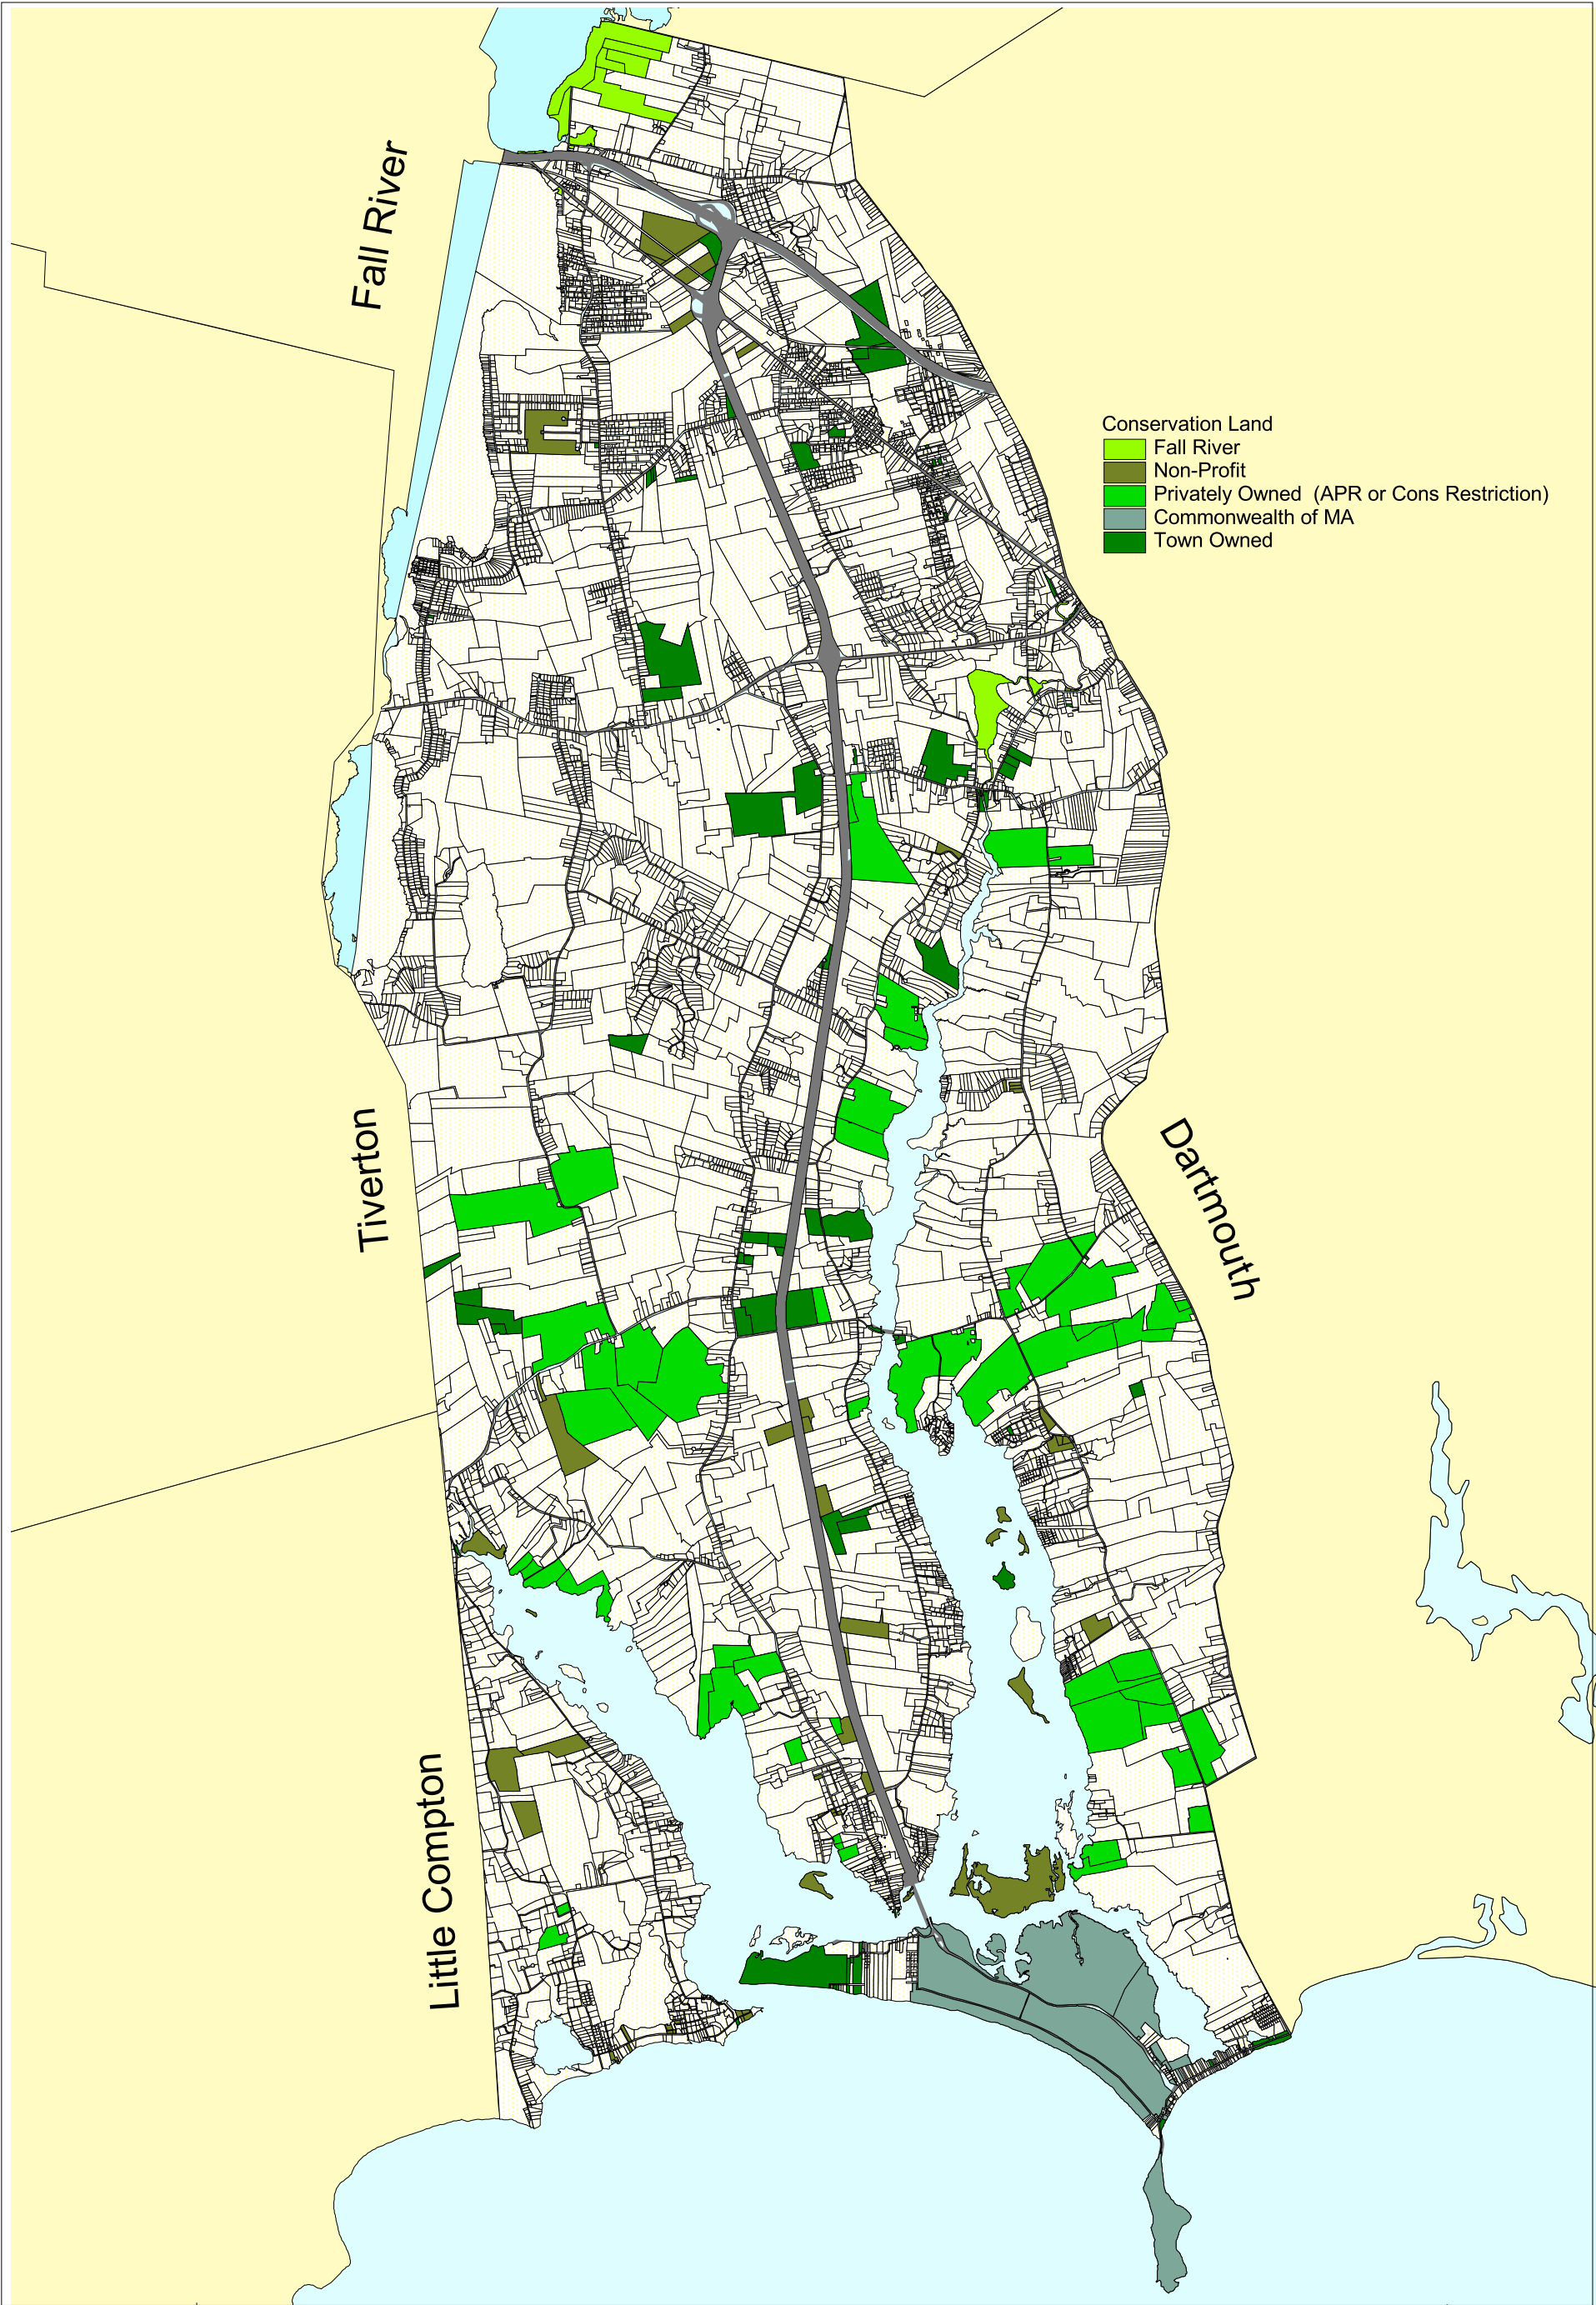 Fall River
Conservation Land
Fall River
Non-Profit
Privately Owned (APR or Cons Restriction)
Commonwealth of MA
Town Owned
Tiverton
Dartmouth
Little Compton